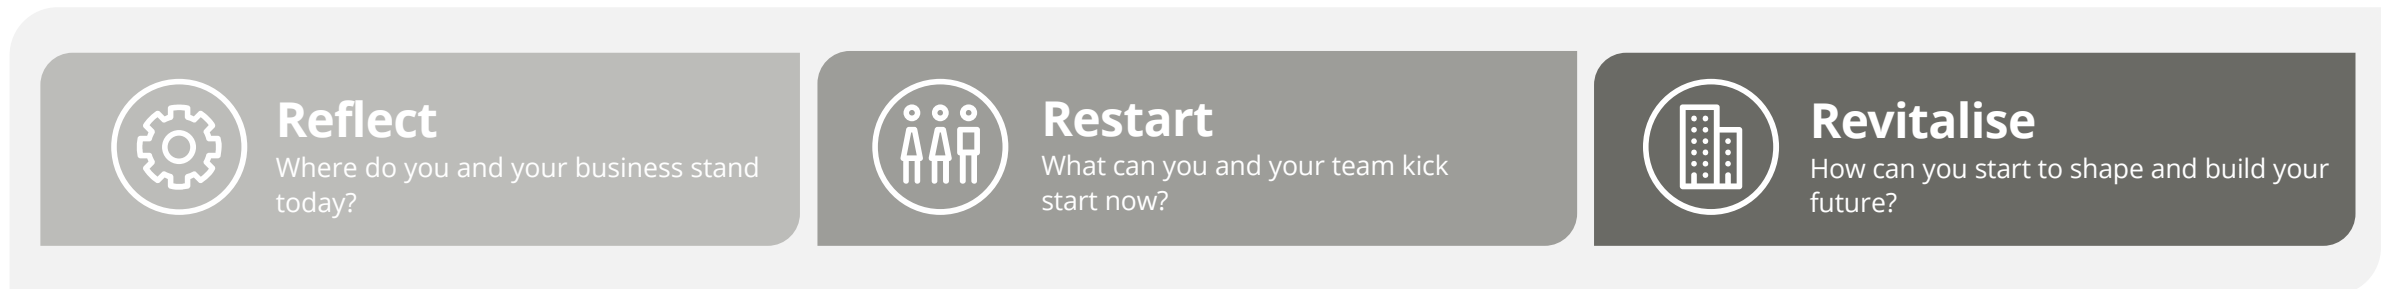 Reflect
Where do you and your business stand
today?
Restart
What can you and your team kick
start now?
Revitalise
How can you start to shape and build your
future?